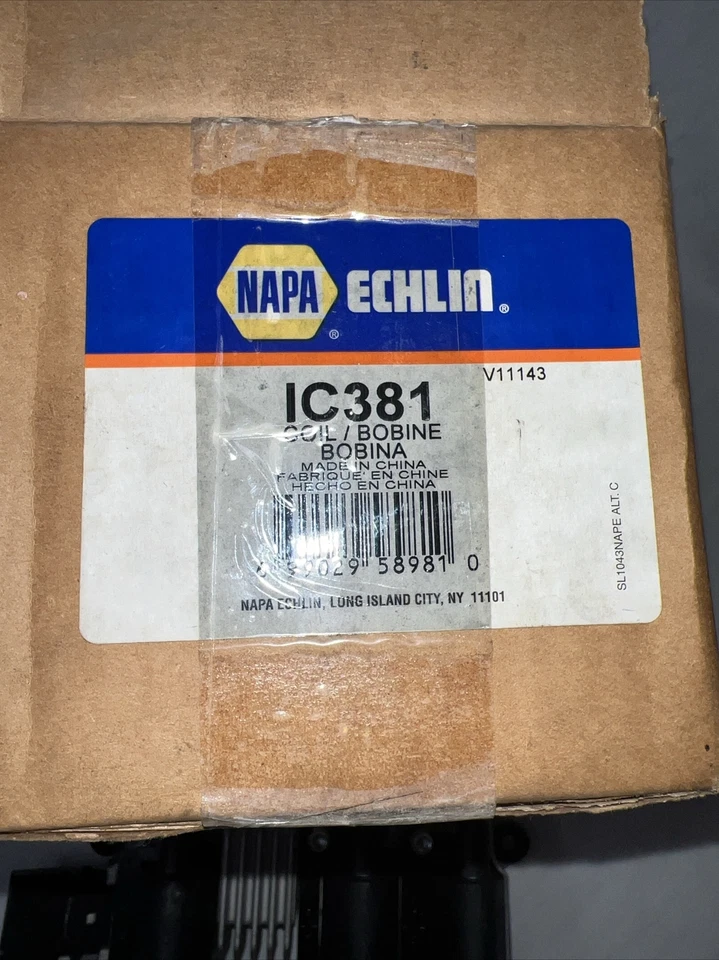 NAPA ® ECHLIN ®
V11143
IC381
COIL / BOBINE
BOBINA
MADE IN CHINA
FABRIQUE' EN CHINE
HECHO EN CHINA
58981 0
NAPA ECHLIN, LONG ISLAND CITY, NY 11101
SL1043NAPE ALT. C